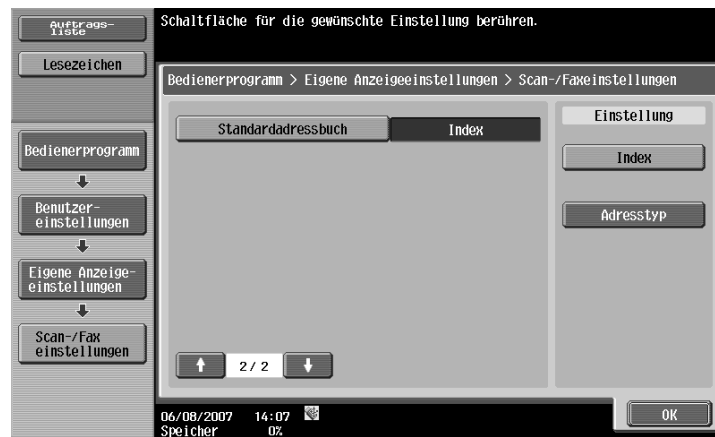 Auftrags-
liste
Lesezeichen
Schaltfläche für die gewünschte Einstellung berühren.
Bedienerprogramm > Eigene Anzeigeeinstellungen > Scan-/Faxeinstellungen
Bedienerprogramm
Benutzer-
einstellungen
Eigene Anzeige-
einstellungen
Scan-/Fax
einstellungen
Standardadressbuch
Index
2/ 2
Einstellung
Index
Adresstyp
06/08/2007 14:07
Speicher 0%
OK